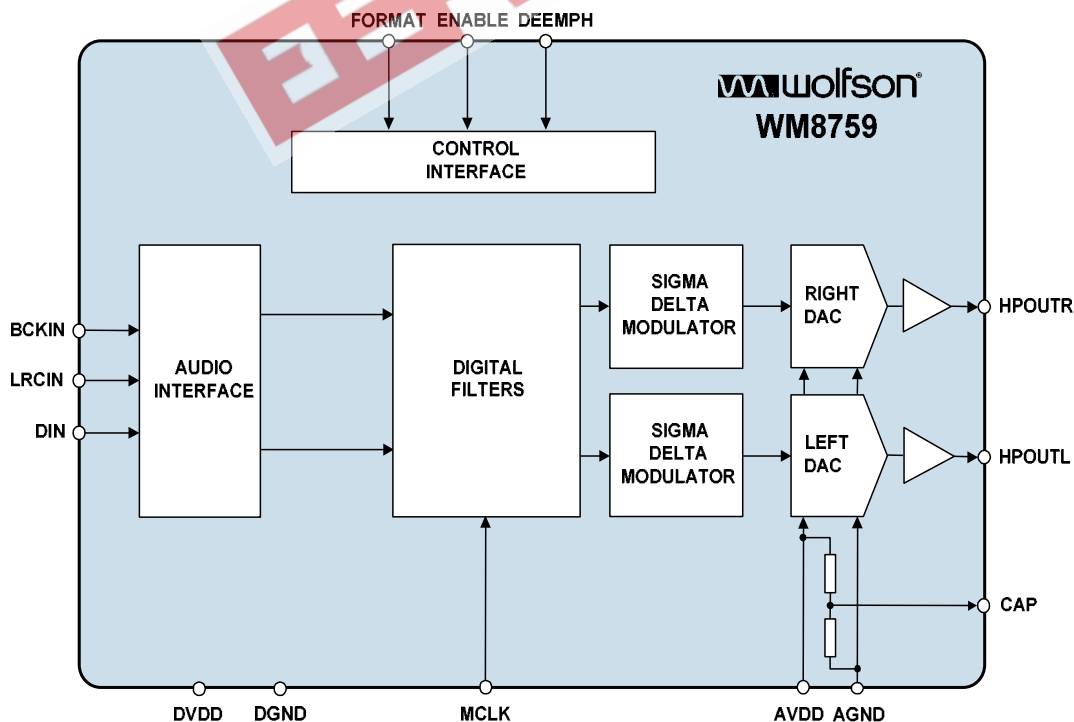 FORMAT ENABLE DEEMPH
wolfson®
WM8759
CONTROL
INTERFACE
BCKIN
LRCIN
DIN
AUDIO
INTERFACE
DIGITAL
FILTERS
SIGMA
DELTA
MODULATOR
RIGHT
DAC
HPOUTR
SIGMA
DELTA
MODULATOR
LEFT
DAC
HPOUTL
CAP
DVDD DGND MCLK AVDD AGND